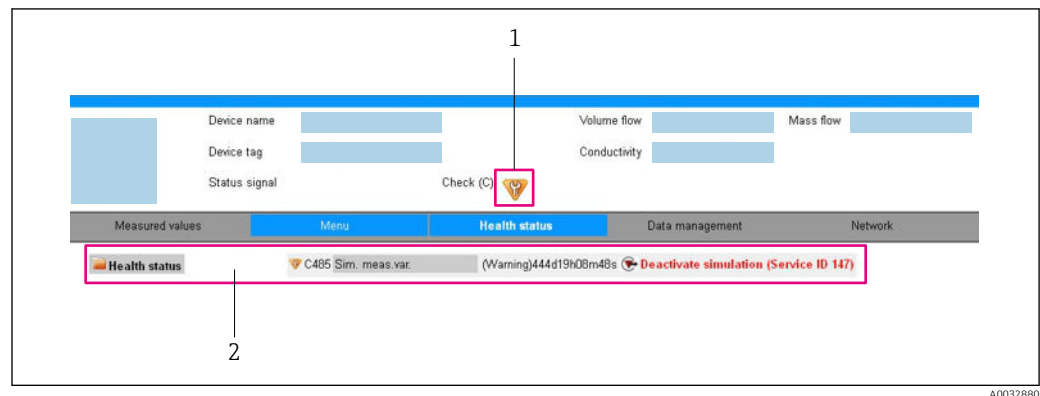 1
Device name Volume flow Mass flow
Device tag Conductivity
Status signal Check (C)
Measured values Menu Health status Data management Network
Health status C485 Sim. meas.var. (Warning)444d19h08m48s Deactivate simulation (Service ID 147)
2
A0032880